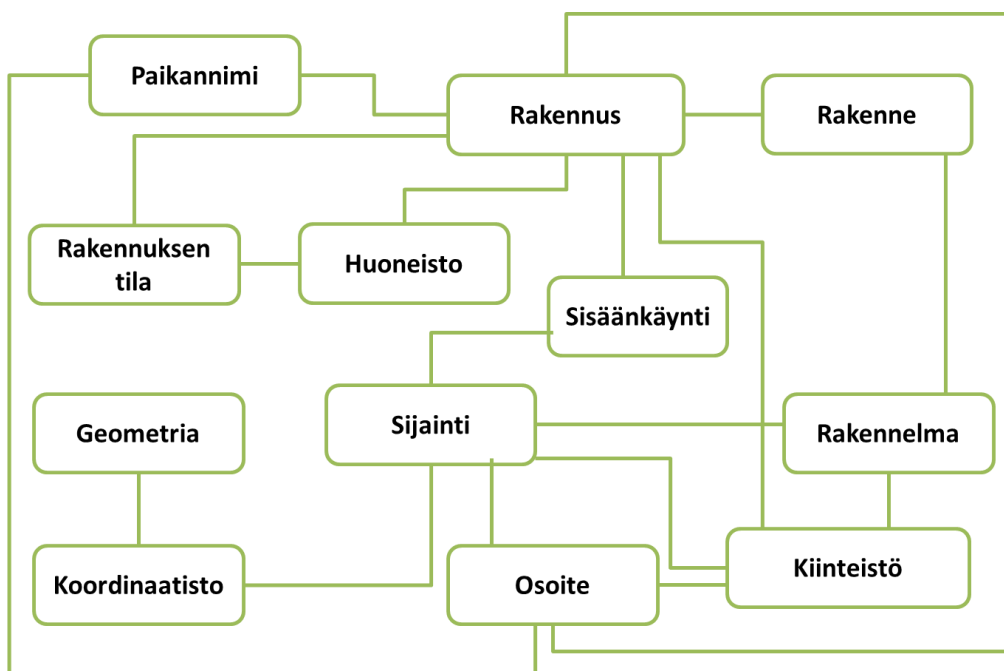 Paikannimi
Rakennus
Rakenne
Rakennuksen
tila
Huoneisto
Sisäänkäynti
Geometria
Sijainti
Rakennelma
Koordinaatisto
Osoite
Kiinteistö